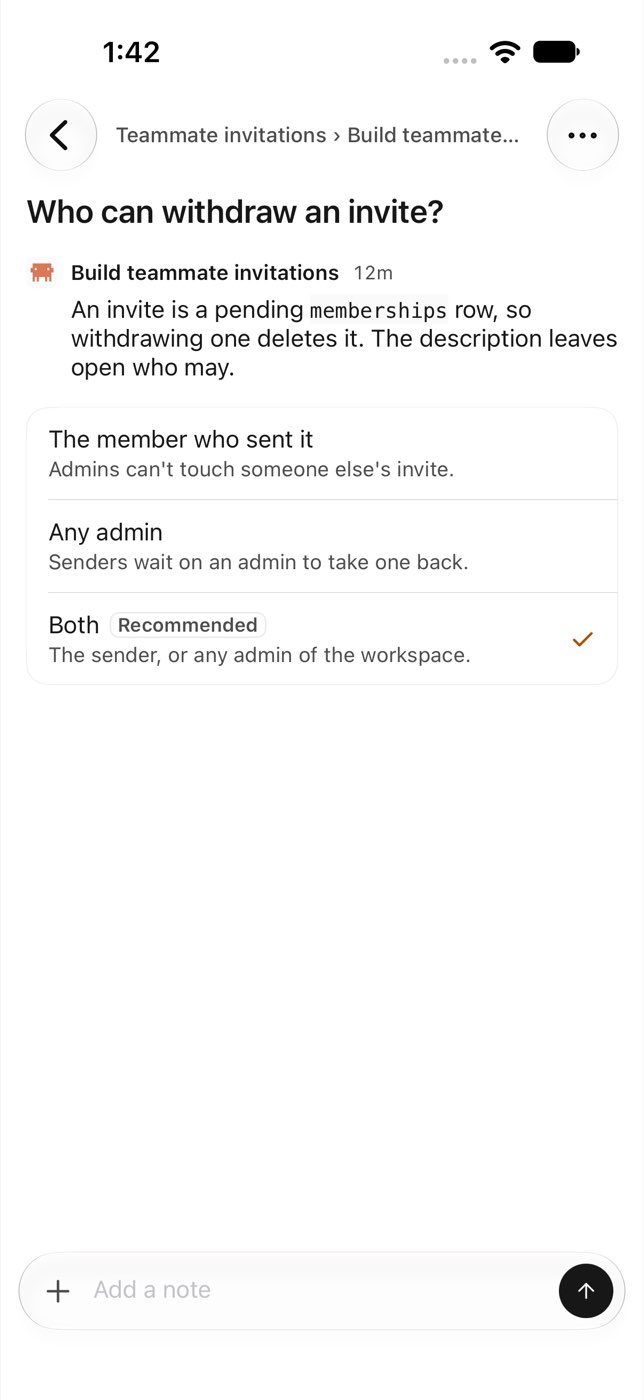 1:42
Teammate invitations › Build teammate...
Who can withdraw an invite?
Build teammate invitations 12m
An invite is a pending memberships row, so
withdrawing one deletes it. The description leaves
open who may.
The member who sent it
Admins can't touch someone else's invite.
Any admin
Senders wait on an admin to take one back.
Both Recommended
The sender, or any admin of the workspace.
Add a note